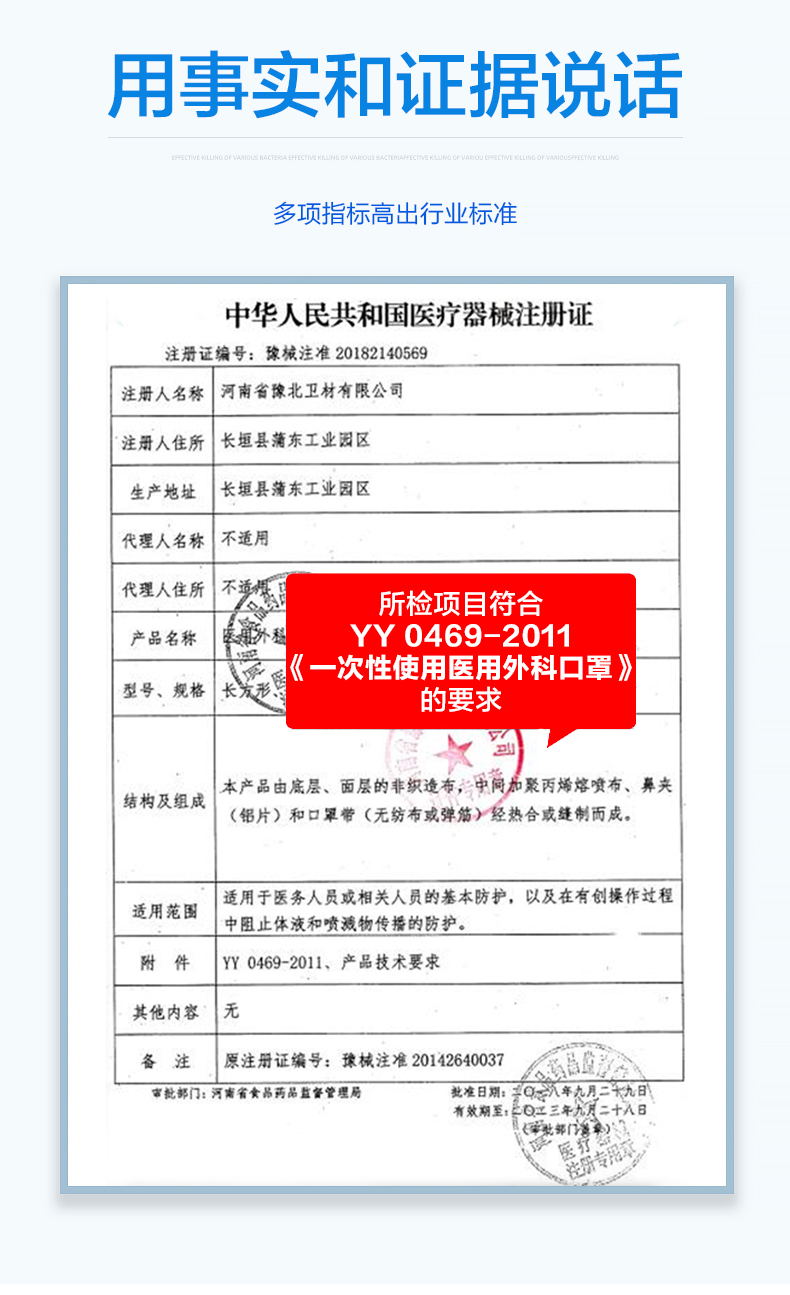 用事实和证据说话
EFFECTIVE KILLING OF VARIOUS BACTERIA EFFECTIVE KILLING OF VARIOUS BACTERIAFFECTIVE KILLING OF VARIOU EFFECTIVE KILLING OF VARIOUSPFECTIVE KILLING
多项指标高出行业标准
中华人民共和国医疗器械注册证
注册证编号：豫械注准 20182140569
注册人名称 河南省豫北卫材有限公司
注册人住所 长垣县蒲东工业园区
生产地址 长垣县蒲东工业园区
代理人名称 不适用
代理人住所 不适用
产品名称 医用外科
型号、规格 长方形
所检项目符合
YY 0469-2011
《一次性使用医用外科口罩》
的要求
结构及组成 本产品由底层、面层的非织造布，中间加聚丙烯熔喷布、鼻夹
（铝片）和口罩带（无纺布或弹筋）经热合或缝制而成。
适用范围 适用于医务人员或相关人员的基本防护，以及在有创操作过程
中阻止体液和喷溅物传播的防护。
附 件 YY 0469-2011、产品技术要求
其他内容 无
备 注 原注册证编号：豫械注准 20142640037
审批部门：河南省食品药品监督管理局 批准日期：二〇一八年九月二十九日
有效期至：二〇二三年九月二十八日
（审批部门盖章）
医疗器械
注册专用章